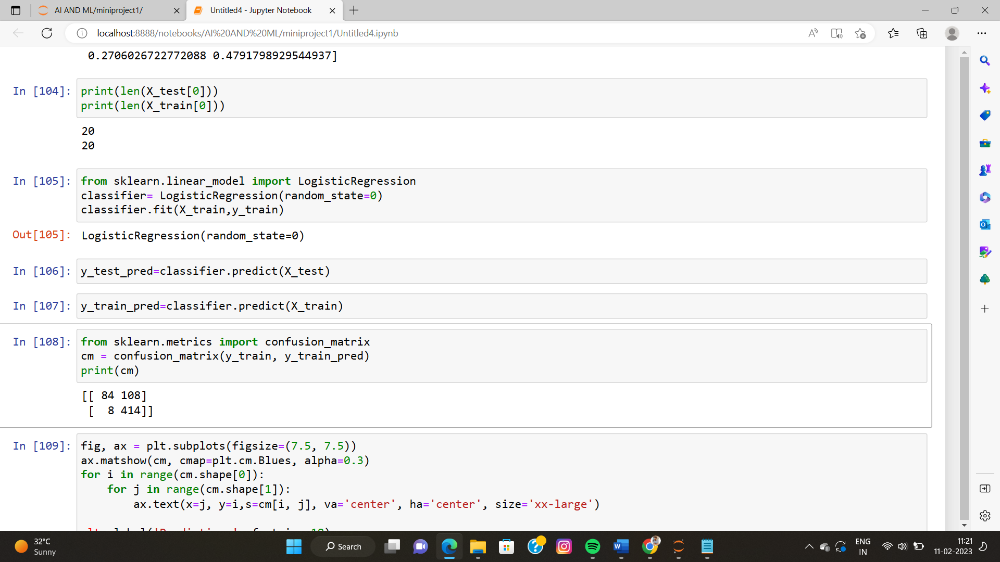 AI AND ML/miniproject1/
Untitled4 - Jupyter Notebook
localhost:8888/notebooks/AI%20AND%20ML/miniproject1/Untitled4.ipynb
0.2706026722772088 0.4791798929544937]
In [104]:
print(len(X_test[0]))
print(len(X_train[0]))
20
20
In [105]:
from sklearn.linear_model import LogisticRegression
classifier= LogisticRegression(random_state=0)
classifier.fit(X_train,y_train)
Out[105]:
LogisticRegression(random_state=0)
In [106]:
y_test_pred=classifier.predict(X_test)
In [107]:
y_train_pred=classifier.predict(X_train)
In [108]:
from sklearn.metrics import confusion_matrix
cm = confusion_matrix(y_train, y_train_pred)
print(cm)
[[ 84 108]
[  8 414]]
In [109]:
fig, ax = plt.subplots(figsize=(7.5, 7.5))
ax.matshow(cm, cmap=plt.cm.Blues, alpha=0.3)
for i in range(cm.shape[0]):
for j in range(cm.shape[1]):
ax.text(x=j, y=i,s=cm[i, j], va='center', ha='center', size='xx-large')
32°C
Sunny
Search
ENG
IN
11:21
11-02-2023